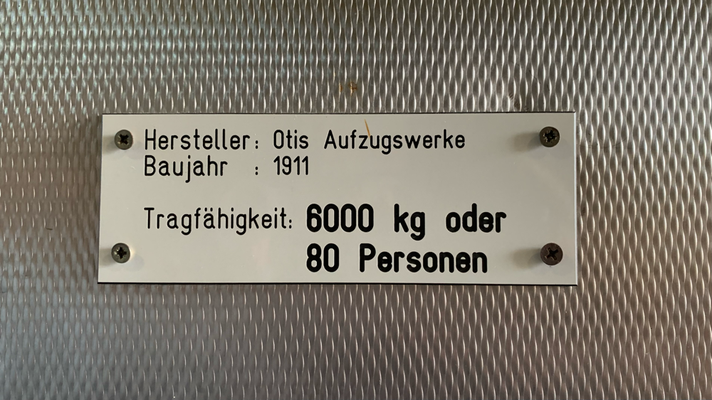 Hersteller: Otis Aufzugswerke
Baujahr : 1911
Tragfähigkeit: 6000 kg oder
80 Personen